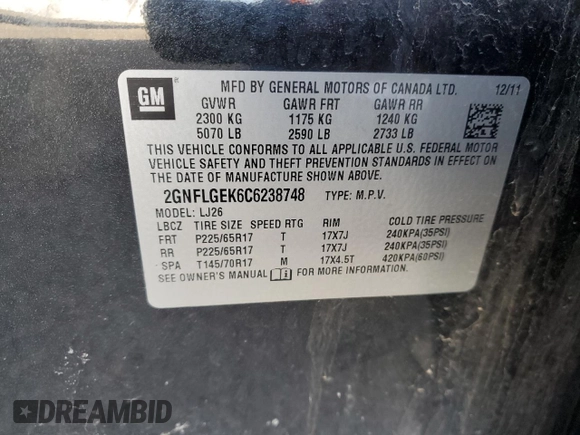 GM
MFD BY GENERAL MOTORS OF CANADA LTD. 12/11
GVWR GAWR FRT GAWR RR
2300 KG 1175 KG 1240 KG
5070 LB 2590 LB 2733 LB
THIS VEHICLE CONFORMS TO ALL APPLICABLE U.S. FEDERAL MOTOR
VEHICLE SAFETY AND THEFT PREVENTION STANDARDS IN EFFECT ON
THE DATE OF MANUFACTURE SHOWN ABOVE.
2GNFLGEK6C6238748 TYPE: M.P.V.
MODEL: LJ26
LBCZ TIRE SIZE SPEED RTG RIM COLD TIRE PRESSURE
FRT P225/65R17 T 17X7J 240KPA(35PSI)
RR P225/65R17 T 17X7J 240KPA(35PSI)
SPA T145/70R17 M 17X4.5T 420KPA(60PSI)
SEE OWNER'S MANUAL FOR MORE INFORMATION.
DREAMBID